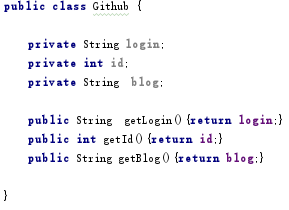 public class Github {
private String login;
private int id;
private String blog;
public String getLogin() {return login;}
public int getId() {return id;}
public String getBlog() {return blog;}
}